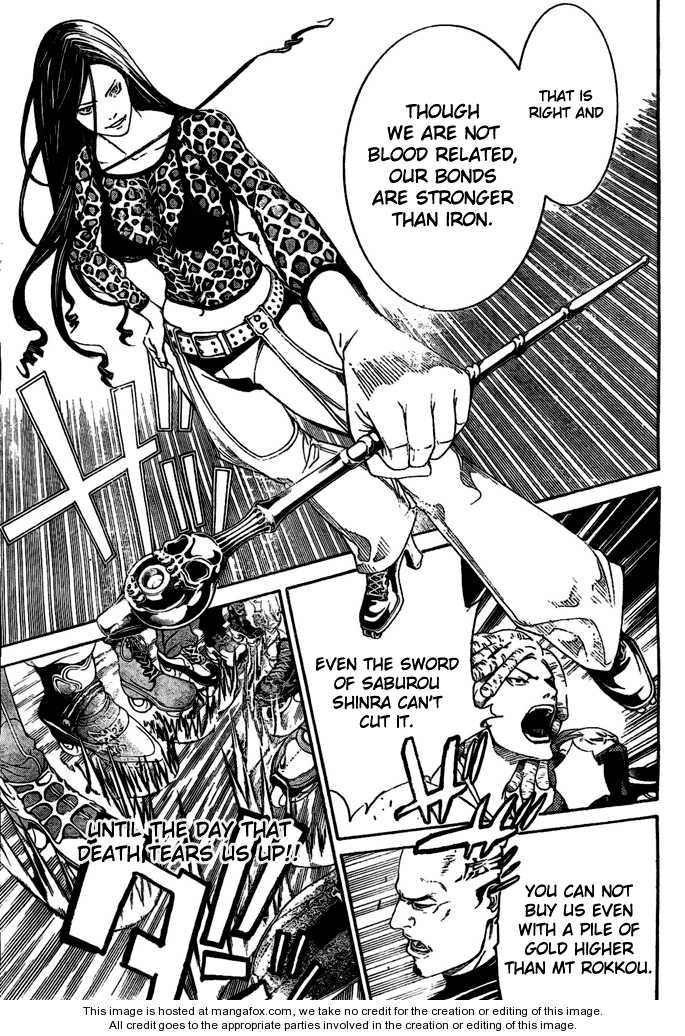 THAT IS
RIGHT AND
THOUGH
WE ARE NOT
BLOOD RELATED,
OUR BONDS
ARE STRONGER
THAN IRON.
EVEN THE SWORD
OF SABUROU
SHINRA CAN'T
CUT IT.
YOU CAN NOT
BUY US EVEN
WITH A PILE OF
GOLD HIGHER
THAN MT ROKKOU.
UNTIL THE DAY THAT
DEATH TEARS US UP!!
This image is hosted at mangafox.com, we take no credit for the creation or editing of this image.
All credit goes to the appropriate parties involved in the creation or editing of this image.